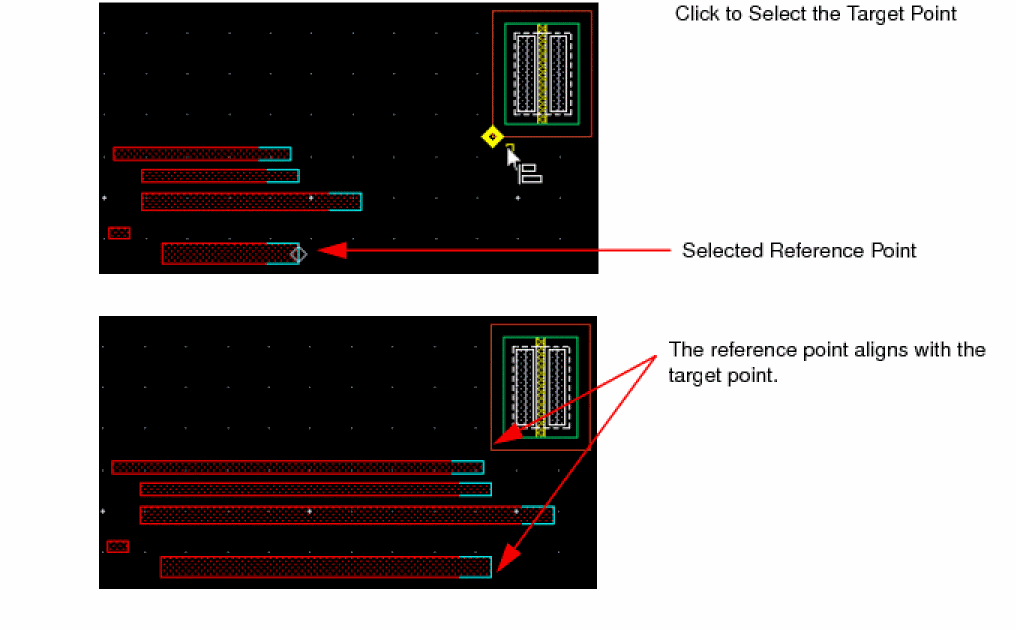 Click to Select the Target Point
Selected Reference Point
The reference point aligns with the
target point.